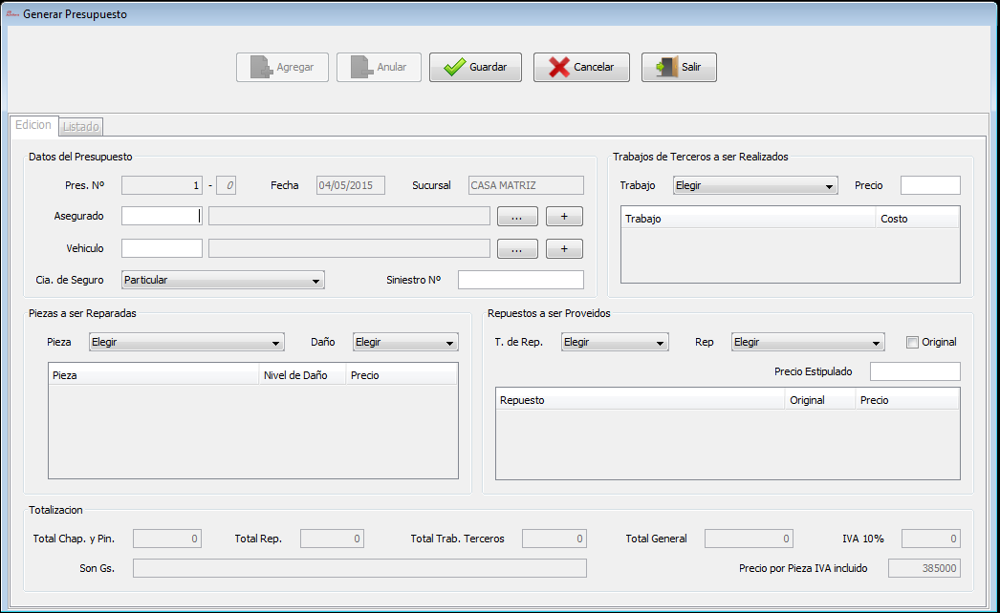 Generar Presupuesto
Agregar Anular Guardar Cancelar Salir
Edicion Listado
Datos del Presupuesto
Pres. Nº 1 - 0 Fecha 04/05/2015 Sucursal CASA MATRIZ
Asegurado ... +
Vehiculo ... +
Cia. de Seguro Particular Siniestro Nº
Trabajos de Terceros a ser Realizados
Trabajo Elegir Precio
Trabajo Costo
Piezas a ser Reparadas
Pieza Elegir Daño Elegir
Pieza Nivel de Daño Precio
Repuestos a ser Proveidos
T. de Rep. Elegir Rep Elegir Original
Precio Estipulado
Repuesto Original Precio
Totalizacion
Total Chap. y Pin. 0 Total Rep. 0 Total Trab. Terceros 0 Total General 0 IVA 10% 0
Son Gs. Precio por Pieza IVA incluido 385000